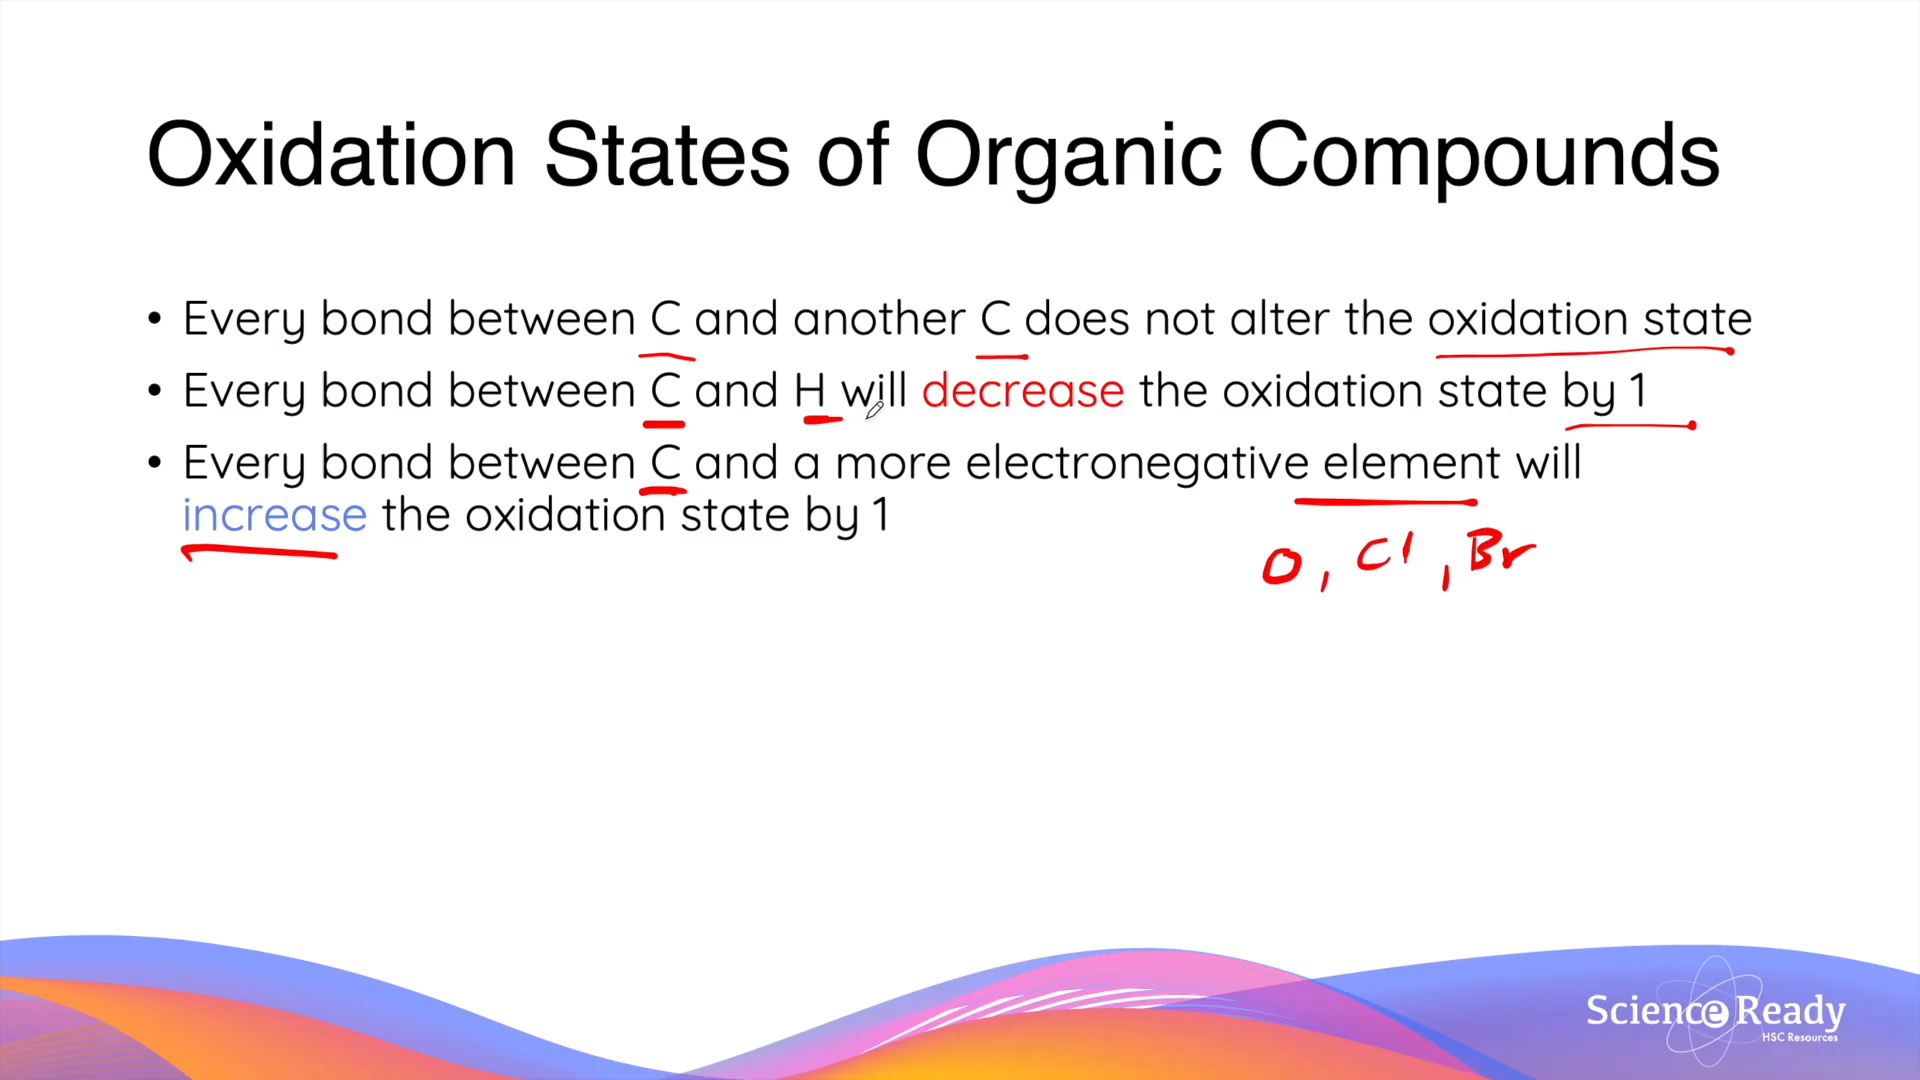 Oxidation States of Organic Compounds
• Every bond between C and another C does not alter the oxidation state
• Every bond between C and H will decrease the oxidation state by 1
• Every bond between C and a more electronegative element will
increase the oxidation state by 1
O, Cl, Br
Science Ready
HSC Resources